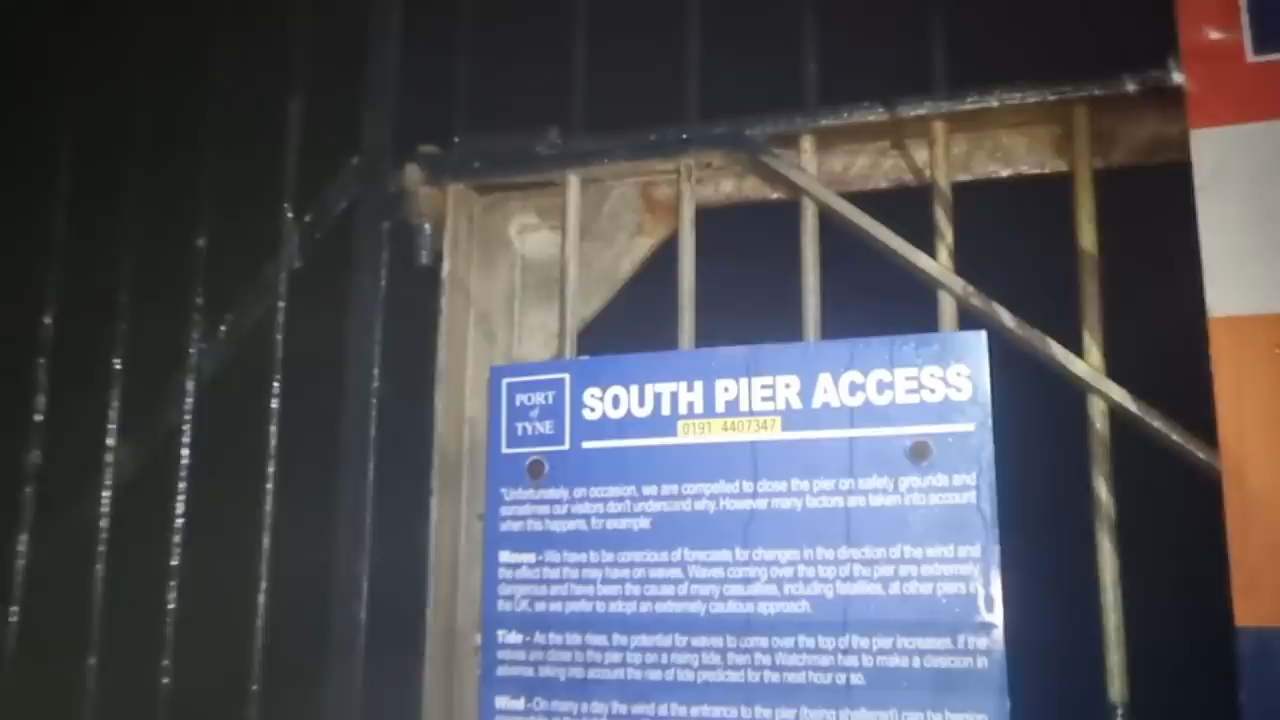 PORT
of
TYNE
SOUTH PIER ACCESS
0191 4407347
"Unfortunately, on occasion, we are compelled to close the pier on safety grounds and
sometimes our visitors don't understand why. However many factors are taken into account
when this happens, for example:
Waves - We have to be conscious of forecasts for changes in the direction of the wind and
the effect that this may have on waves. Waves coming over the top of the pier are extremely
dangerous and have been the cause of many casualties, including fatalities, at other piers in
the UK, so we prefer to adopt an extremely cautious approach.
Tide - As the tide rises, the potential for waves to come over the top of the pier increases. If the
waves are close to the pier top on a rising tide, then the Watchman has to make a decision in
advance, taking into account the rise of tide predicted for the next hour or so.
Wind - On many a day the wind at the entrance to the pier (being sheltered) can be